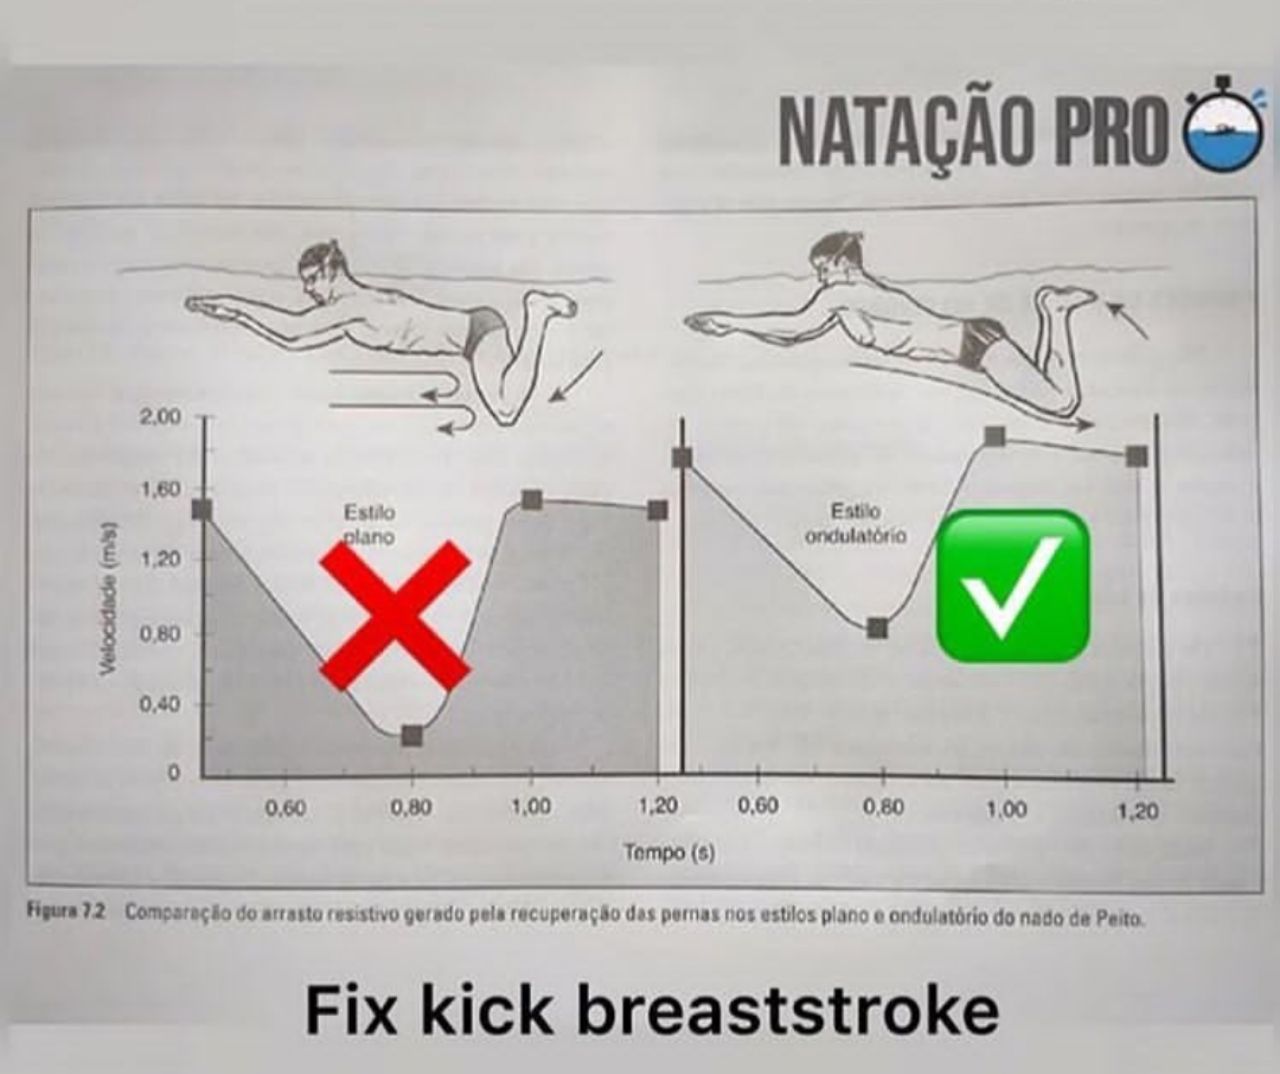 NATAÇÃO PRO
2,00
1,60
1,20
0,80
0,40
0
Velocidade (m/s)
Estilo
plano
Estilo
ondulatório
0,60 0,80 1,00 1,20 0,60 0,80 1,00 1,20
Tempo (s)
Figura 7.2 Comparação do arrasto resistivo gerado pela recuperação das pernas nos estilos plano e ondulatório do nado de Peito.
Fix kick breaststroke